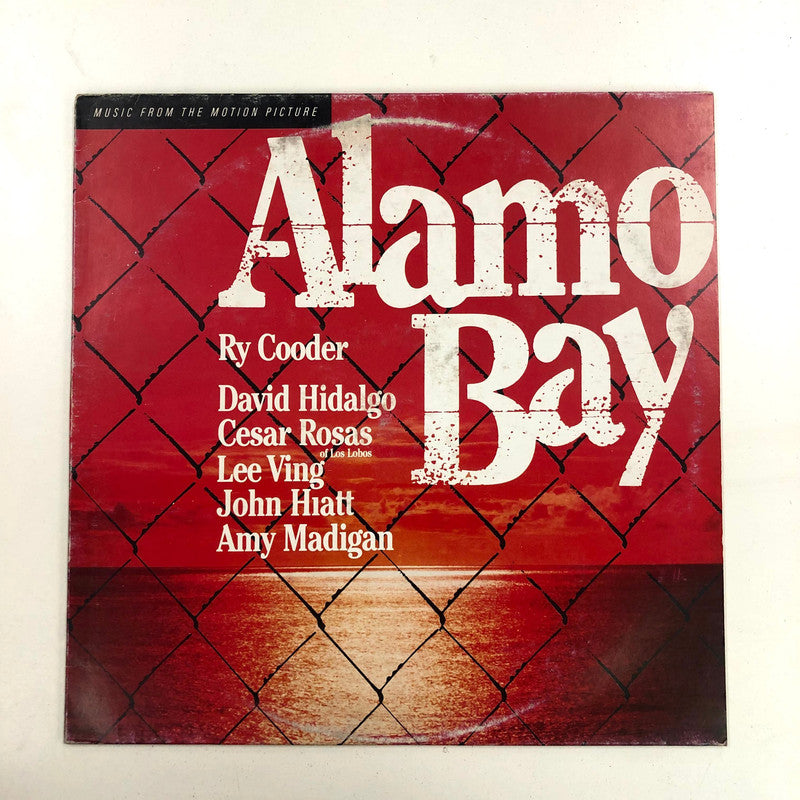 MUSIC FROM THE MOTION PICTURE
Alamo
Bay
Ry Cooder
David Hidalgo
Cesar Rosas
of Los Lobos
Lee Ving
John Hiatt
Amy Madigan